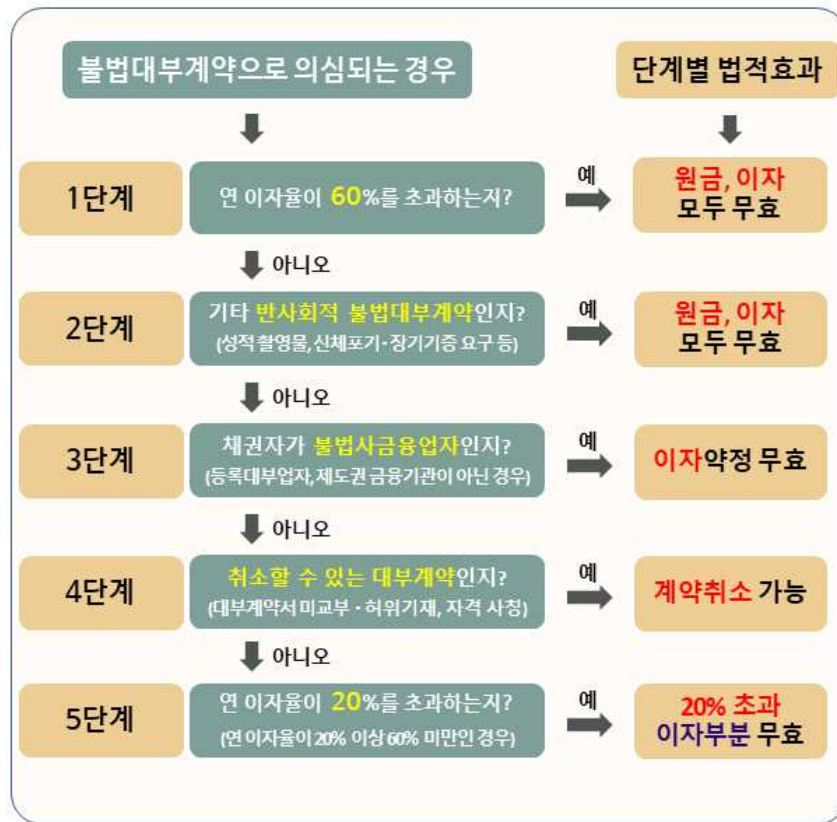 불법대부계약으로 의심되는 경우
단계별 법적효과
1단계
연 이자율이 60%를 초과하는지?
예
원금, 이자
모두 무효
아니오
2단계
기타 반사회적 불법대부계약인지?
(성적 촬영물, 신체포기·장기기증 요구 등)
예
원금, 이자
모두 무효
아니오
3단계
채권자가 불법사금융업자인지?
(등록대부업자, 제도권 금융기관이 아닌 경우)
예
이자약정 무효
아니오
4단계
취소할 수 있는 대부계약인지?
(대부계약서 미교부·허위기재, 자격 사칭)
예
계약취소 가능
아니오
5단계
연 이자율이 20%를 초과하는지?
(연 이자율이 20% 이상 60% 미만인 경우)
예
20% 초과
이자부분 무효